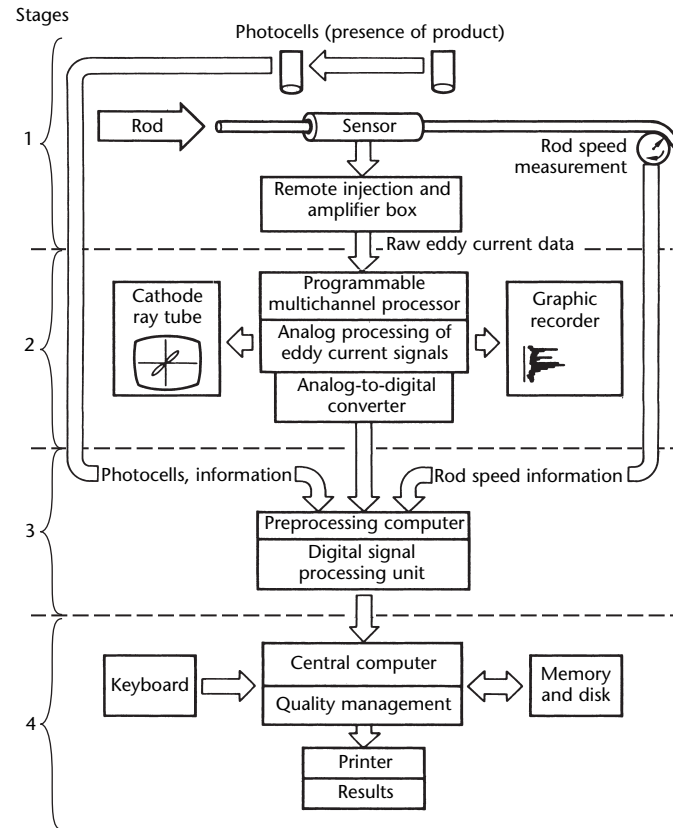 Stages
Photocells (presence of product)
1
Rod
Sensor
Rod speed
measurement
Remote injection and
amplifier box
Raw eddy current data
2
Cathode
ray tube
Programmable
multichannel processor
Analog processing of
eddy current signals
Analog-to-digital
converter
Graphic
recorder
3
Photocells, information
Rod speed information
Preprocessing computer
Digital signal
processing unit
4
Keyboard
Central computer
Quality management
Memory
and disk
Printer
Results